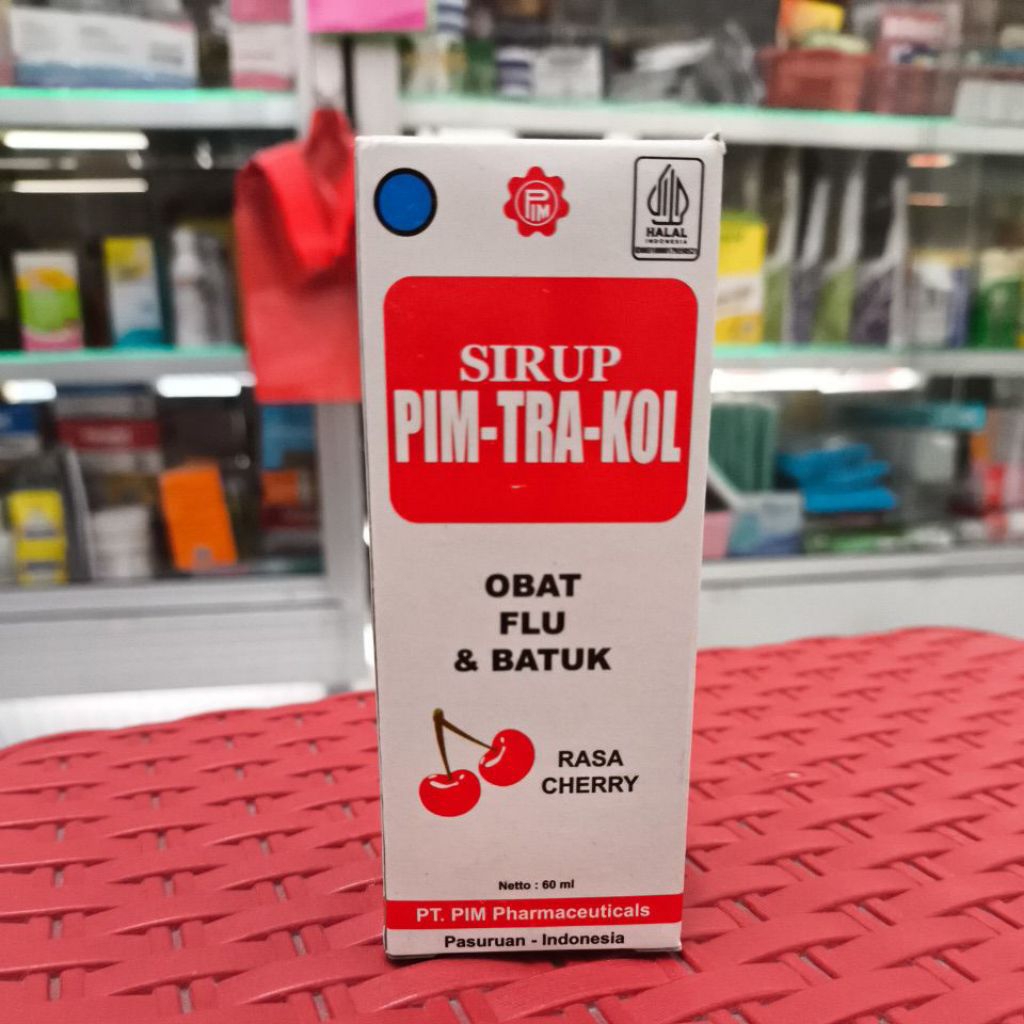 PIM
HALAL
INDONESIA
SIRUP
PIM-TRA-KOL
OBAT
FLU
& BATUK
RASA
CHERRY
Netto : 60 ml
PT. PIM Pharmaceuticals
Pasuruan - Indonesia